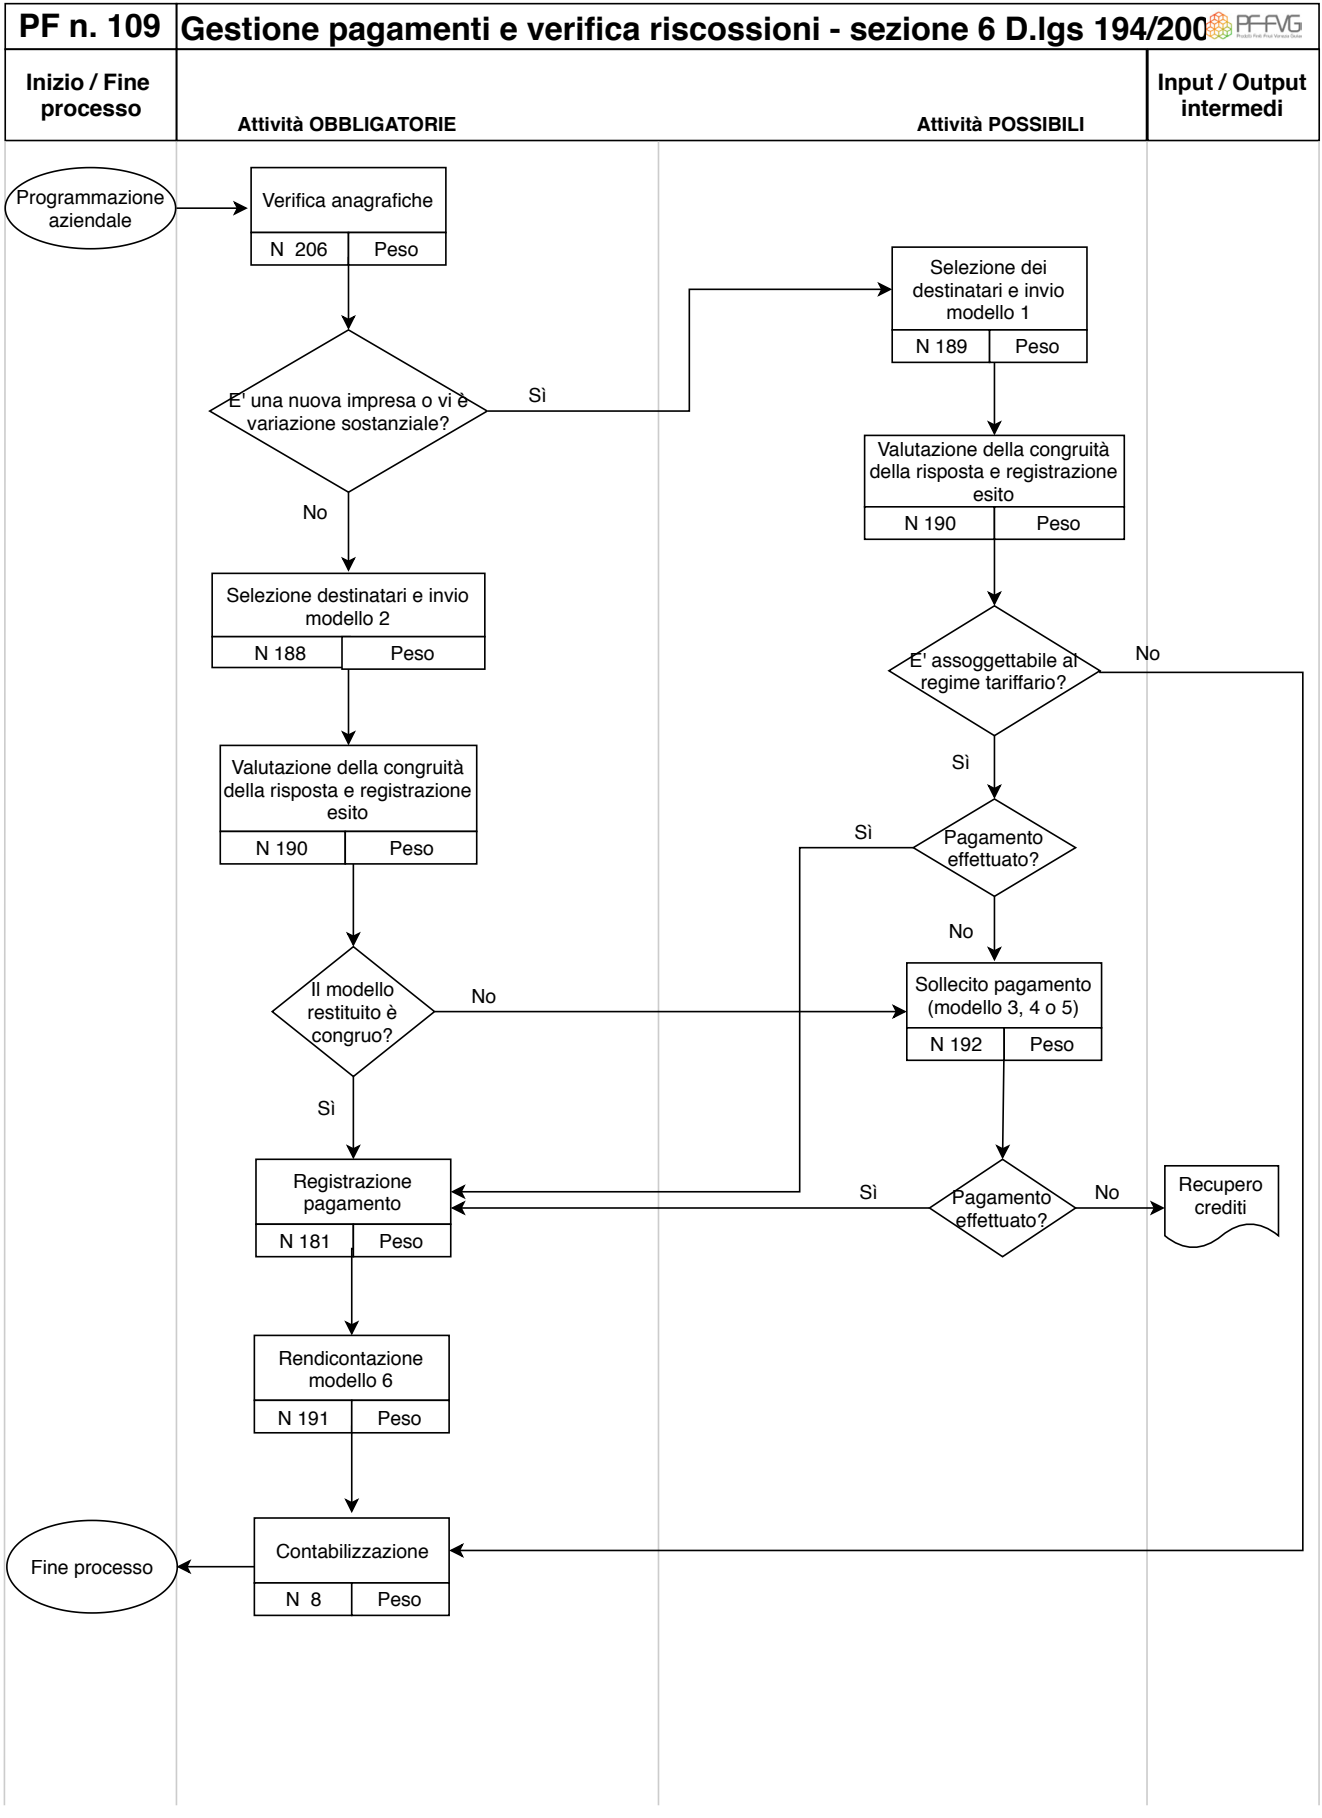 PF n. 109
Gestione pagamenti e verifica riscossioni - sezione 6 D.lgs 194/200
PF-FVG
Inizio / Fine
processo
Attività OBBLIGATORIE
Attività POSSIBILI
Input / Output
intermedi
Programmazione
aziendale
Verifica anagrafiche
N 206
Peso
Selezione dei
destinatari e invio
modello 1
N 189
Peso
E' una nuova impresa o vi è
variazione sostanziale?
Sì
No
Valutazione della congruità
della risposta e registrazione
esito
N 190
Peso
Selezione destinatari e invio
modello 2
N 188
Peso
E' assoggettabile al
regime tariffario?
No
Sì
Valutazione della congruità
della risposta e registrazione
esito
N 190
Peso
Pagamento
effettuato?
Sì
No
Il modello
restituito è
congruo?
No
Sì
Sollecito pagamento
(modello 3, 4 o 5)
N 192
Peso
Registrazione
pagamento
N 181
Peso
Pagamento
effettuato?
Sì
No
Recupero
crediti
Rendicontazione
modello 6
N 191
Peso
Contabilizzazione
N 8
Peso
Fine processo